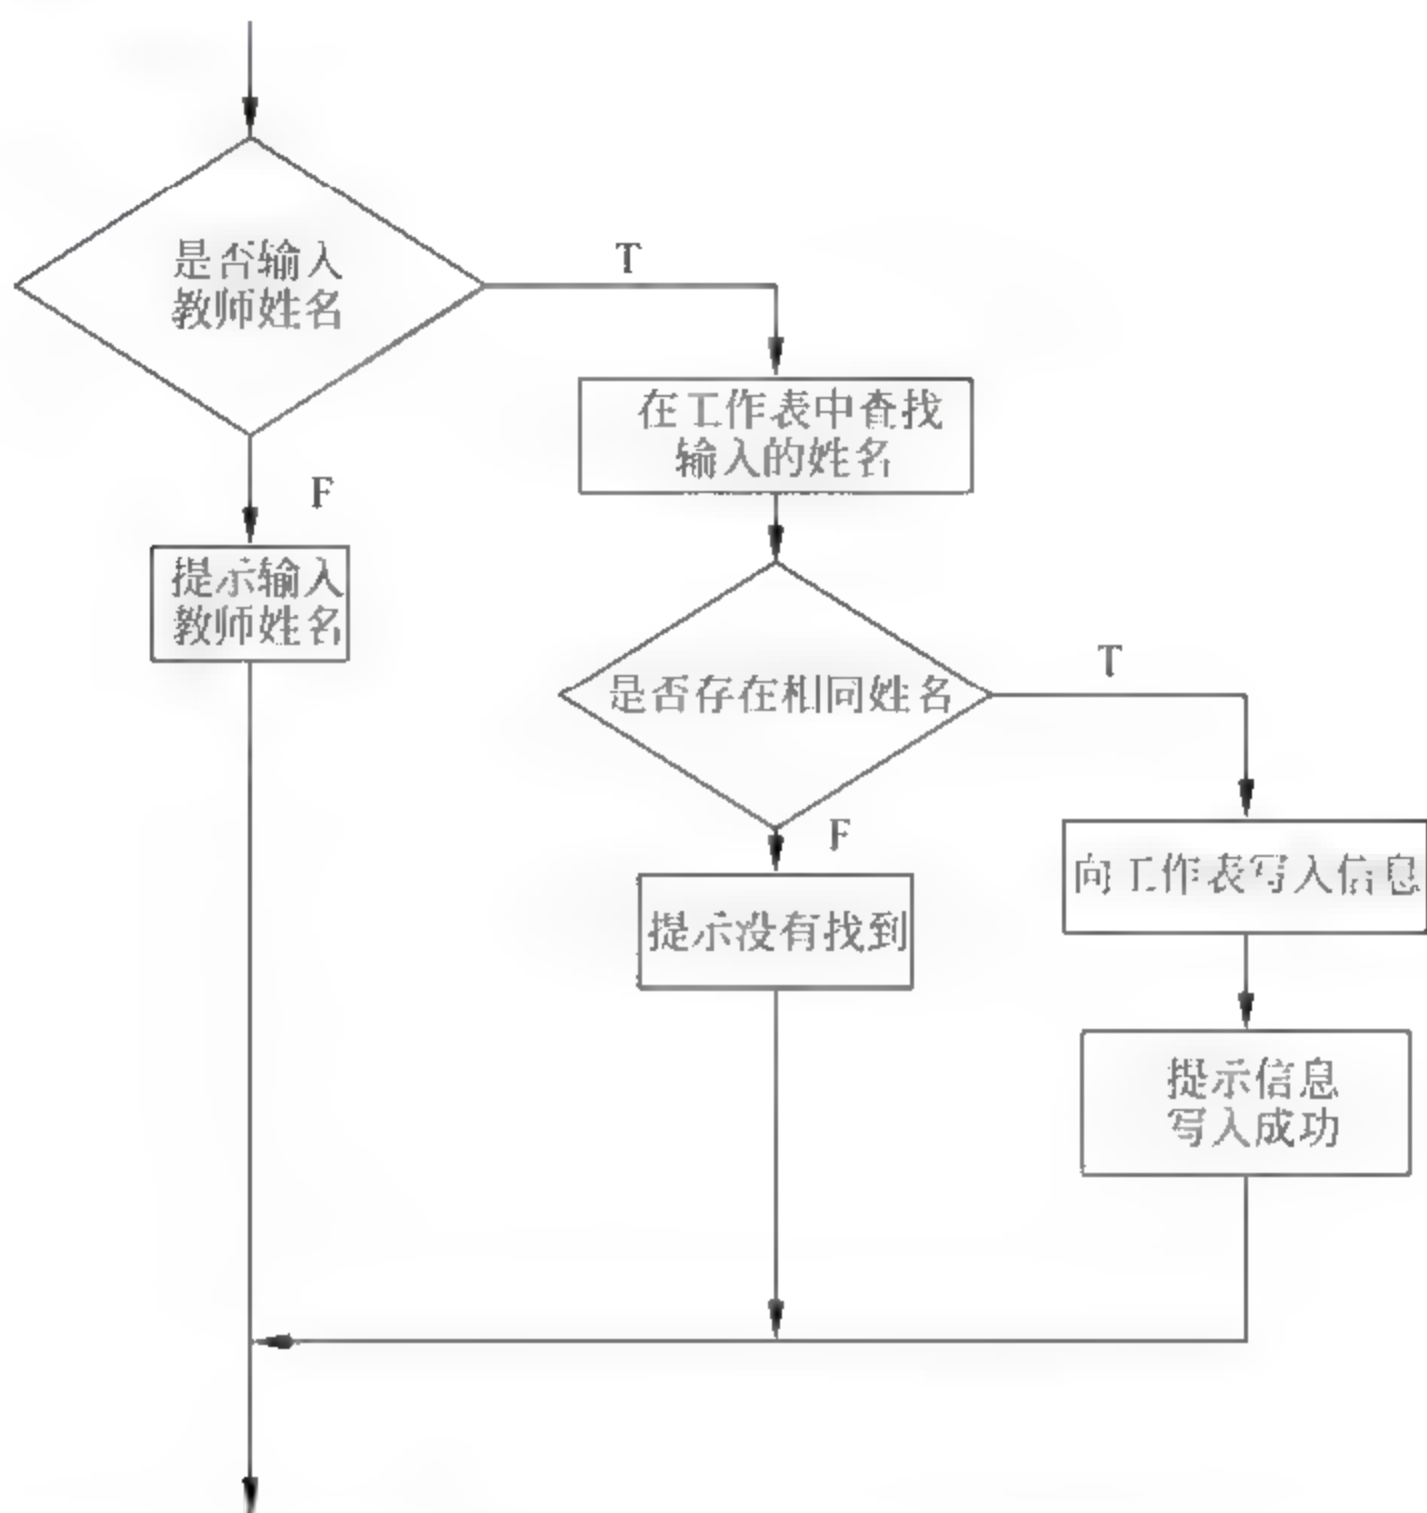 是否输入
教师姓名
T
在工作表中查找
输入的姓名
F
提示输入
教师姓名
是否存在相同姓名
T
F
向工作表写入信息
提示没有找到
提示信息
写入成功